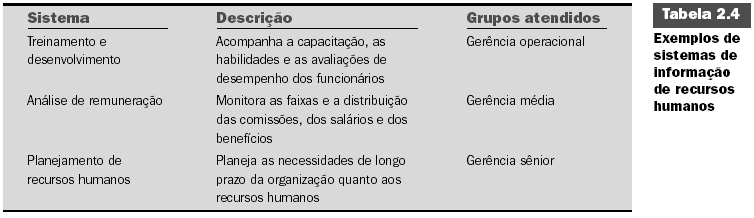 Sistema Descrição Grupos atendidos
Treinamento e Acompanha a capacitação, as Gerência operacional
desenvolvimento habilidades e as avaliações de
desempenho dos funcionários
Análise de remuneração Monitora as faixas e a distribuição Gerência média
das comissões, dos salários e dos
benefícios
Planejamento de Planeja as necessidades de longo Gerência sênior
recursos humanos prazo da organização quanto aos
recursos humanos
Tabela 2.4
Exemplos de
sistemas de
informação
de recursos
humanos